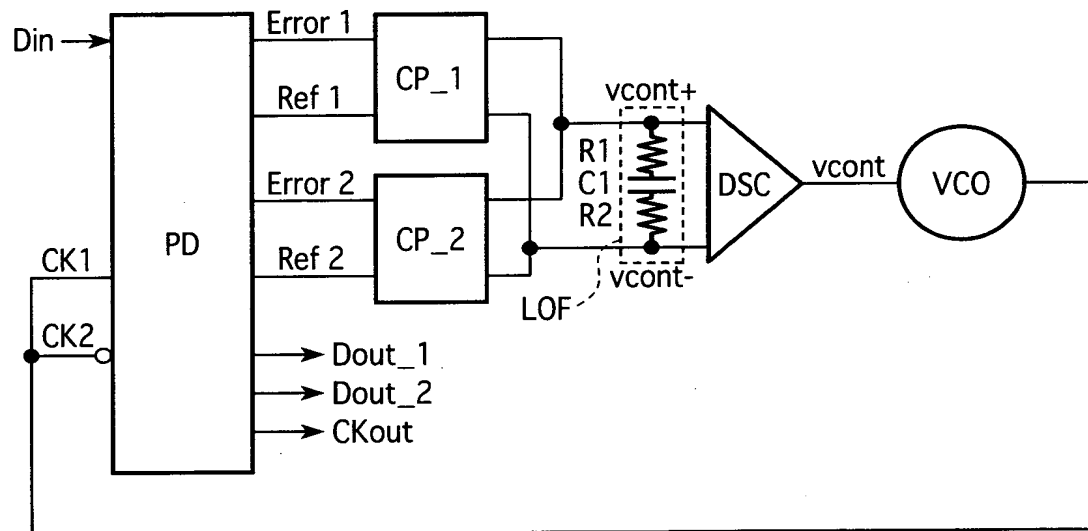 Din
Error 1
Ref 1
Error 2
Ref 2
CK1
CK2
PD
CP_1
CP_2
vcont+
R1
C1
R2
vcont-
LOF
DSC
vcont
VCO
Dout_1
Dout_2
CKout